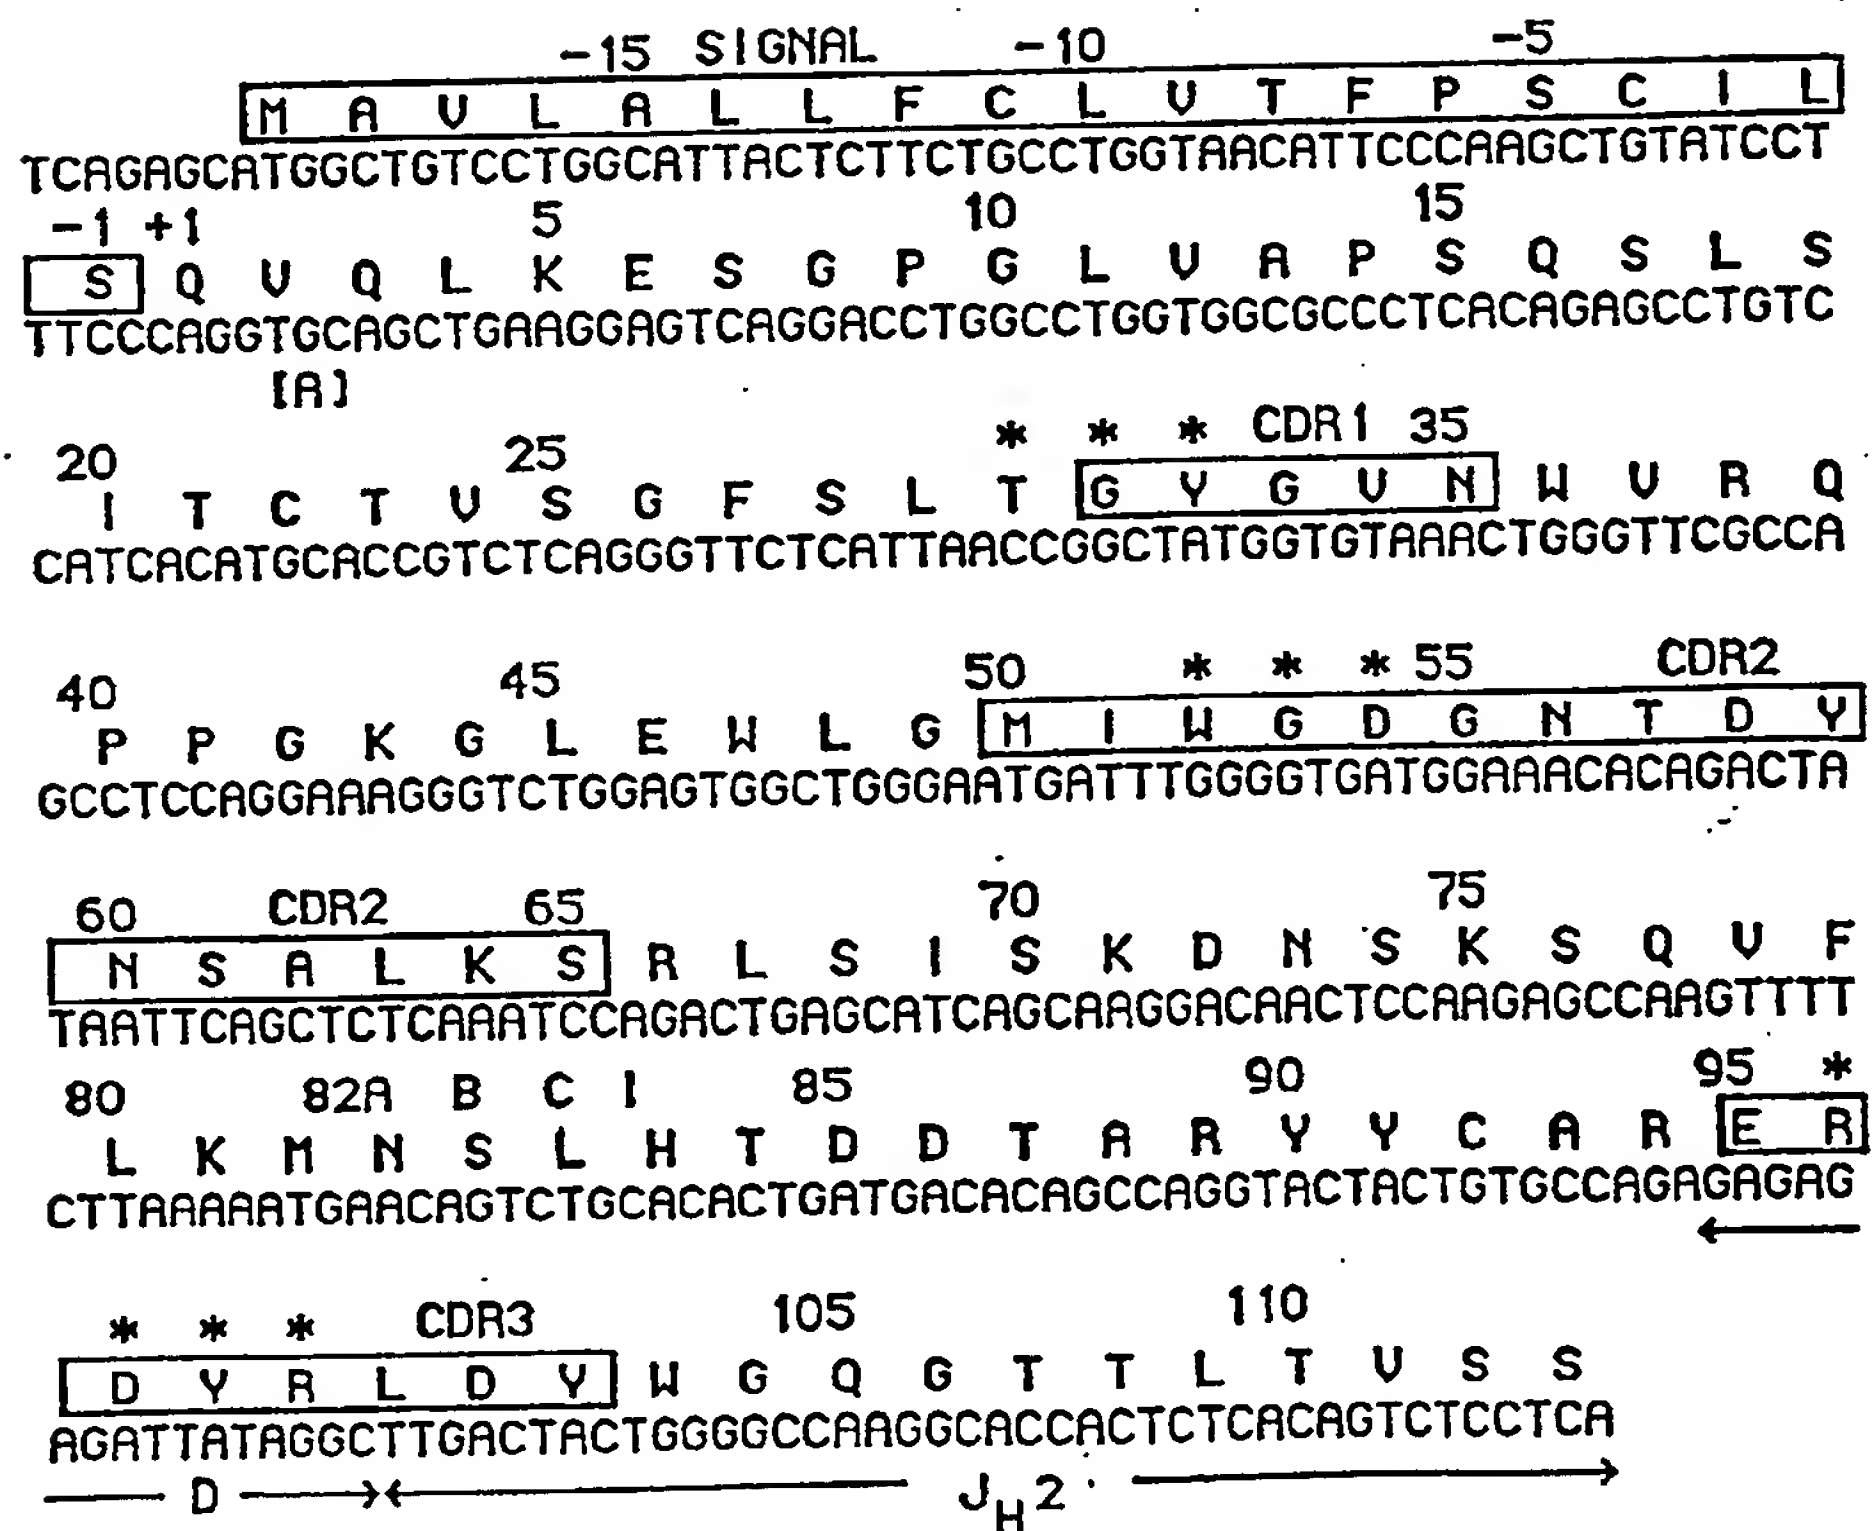 -15 SIGNAL -10 -5
M A V L A L L F C L V T F P S C I L
TCAGAGCATGGCTGTCCTGGCATTACTCTTCTGCCTGGTAACATTCCCAAGCTGTATCCT
-1 +1 5 10 15
S Q V Q L K E S G P G L V A P S Q S L S
TTCCCAGGTGCAGCTGAAGGAGTCAGGACCTGGCCTGGTGGCGCCCTCACAGAGCCTGTC
[A]
20 25 * * * CDR1 35
I T C T V S G F S L T G Y G V N W V R Q
CATCACATGCACCGTCTCAGGGTTCTCATTAACCGGCTATGGTGTAAACTGGGTTCGCCA
40 45 50 * * * 55 CDR2
P P G K G L E W L G M I W G D G N T D Y
GCCTCCAGGAAAGGGTCTGGAGTGGCTGGGAATGATTTGGGGTGATGGAAACACAGACTA
60 CDR2 65 70 75
N S A L K S R L S I S K D N S K S Q V F
TAATTCAGCTCTCAAATCCAGACTGAGCATCAGCAAGGACAACTCCAAGAGCCAAGTTTT
80 82A B C I 85 90 95 *
L K M N S L H T D D T A R Y Y C A R E R
CTTAAAAATGAACAGTCTGCACACTGATGACACAGCCAGGTACTACTGTGCCAGAGAGAG
* * * CDR3 105 110
D Y R L D Y W G Q G T T L T V S S
AGATTATAGGCTTGACTACTGGGGCCAAGGCACCACTCTCACAGTCTCCTCA
D JH2